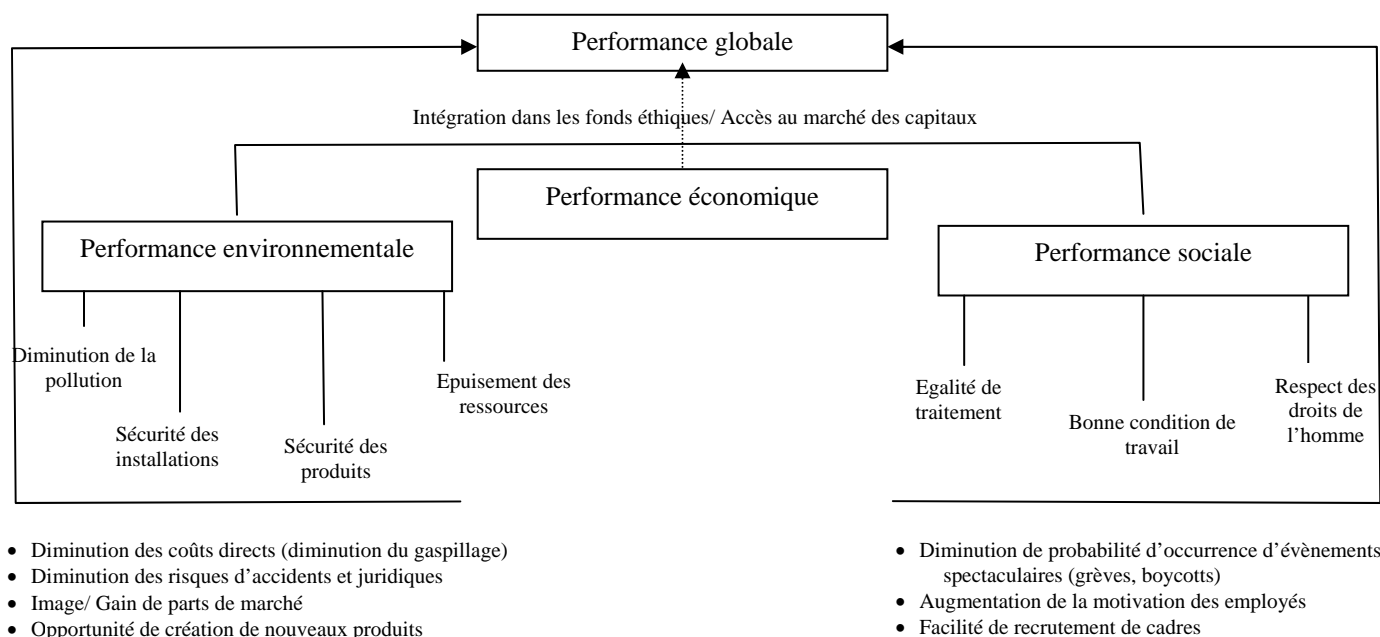 Performance globale
Intégration dans les fonds éthiques/ Accès au marché des capitaux
Performance économique
Performance environnementale
Performance sociale
Diminution de la
pollution
Sécurité des
installations
Sécurité des
produits
Epuisement des
ressources
Egalité de
traitement
Bonne condition de
travail
Respect des
droits de
l’homme
• Diminution des coûts directs (diminution du gaspillage)
• Diminution des risques d’accidents et juridiques
• Image/ Gain de parts de marché
• Opportunité de création de nouveaux produits
• Diminution de probabilité d’occurrence d’évènements
spectaculaires (grèves, boycotts)
• Augmentation de la motivation des employés
• Facilité de recrutement de cadres